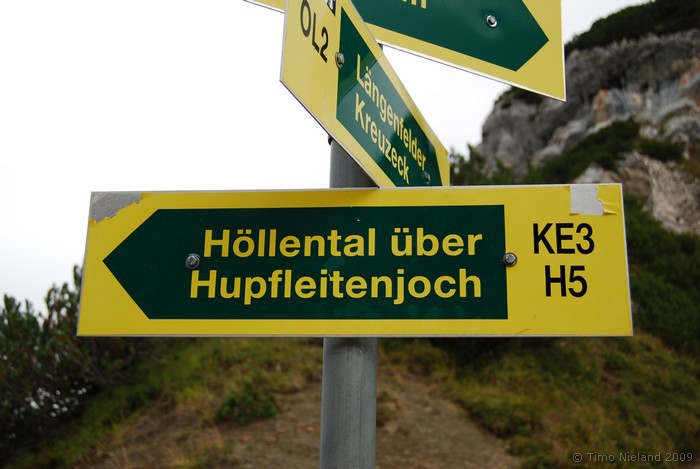 OL2
Längenfelder
Kreuzeck
Höllental über
Hupfleitenjoch
KE3
H5
© Timo Nieland 2009